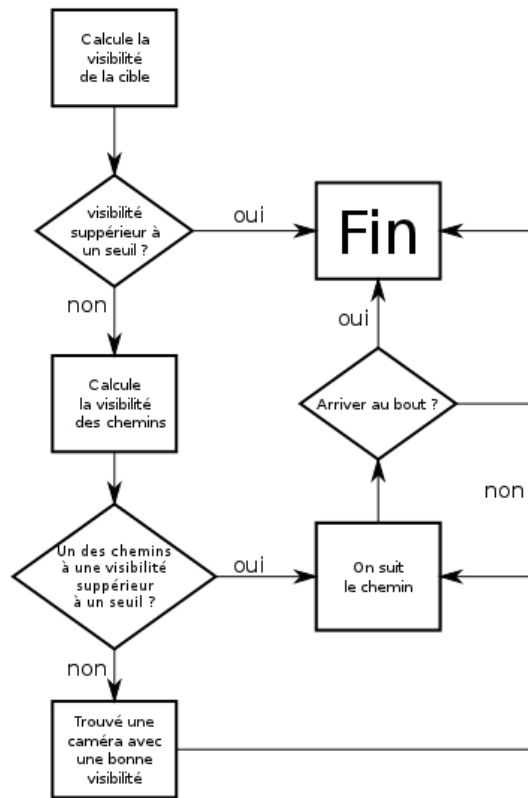 Calcule la
visibilité
de la cible
visibilité
suppérieur à
un seuil ?
oui
Fin
non
oui
Calcule
la visibilité
des chemins
Arriver au bout ?
non
Un des chemins
à une visibilité
suppérieur
à un seuil ?
oui
On suit
le chemin
non
Trouvé une
caméra avec
une bonne
visibilité